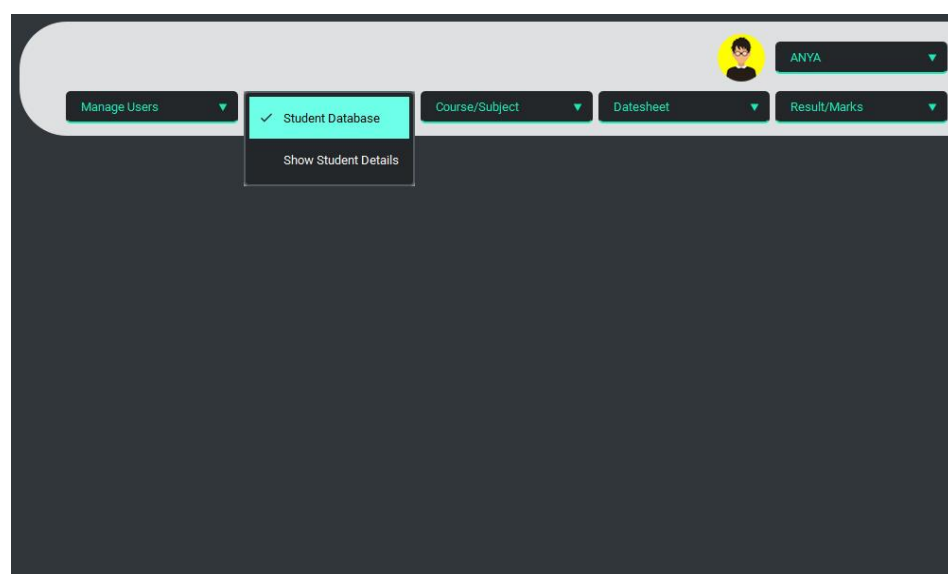 ANYA
Manage Users
Student Database
Course/Subject
Datesheet
Result/Marks
Show Student Details